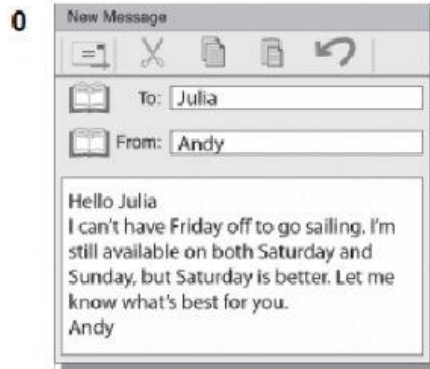 0
New Message
To: Julia
From: Andy
Hello Julia
I can't have Friday off to go sailing. I'm
still available on both Saturday and
Sunday, but Saturday is better. Let me
know what's best for you.
Andy